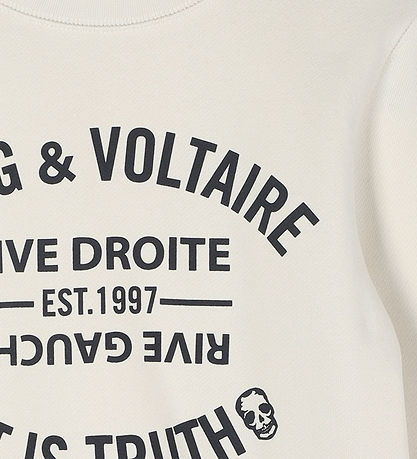 G & VOLTAIRE
IVE DROITE
EST.1997
RIVE GAUCH
T IS TRUTH